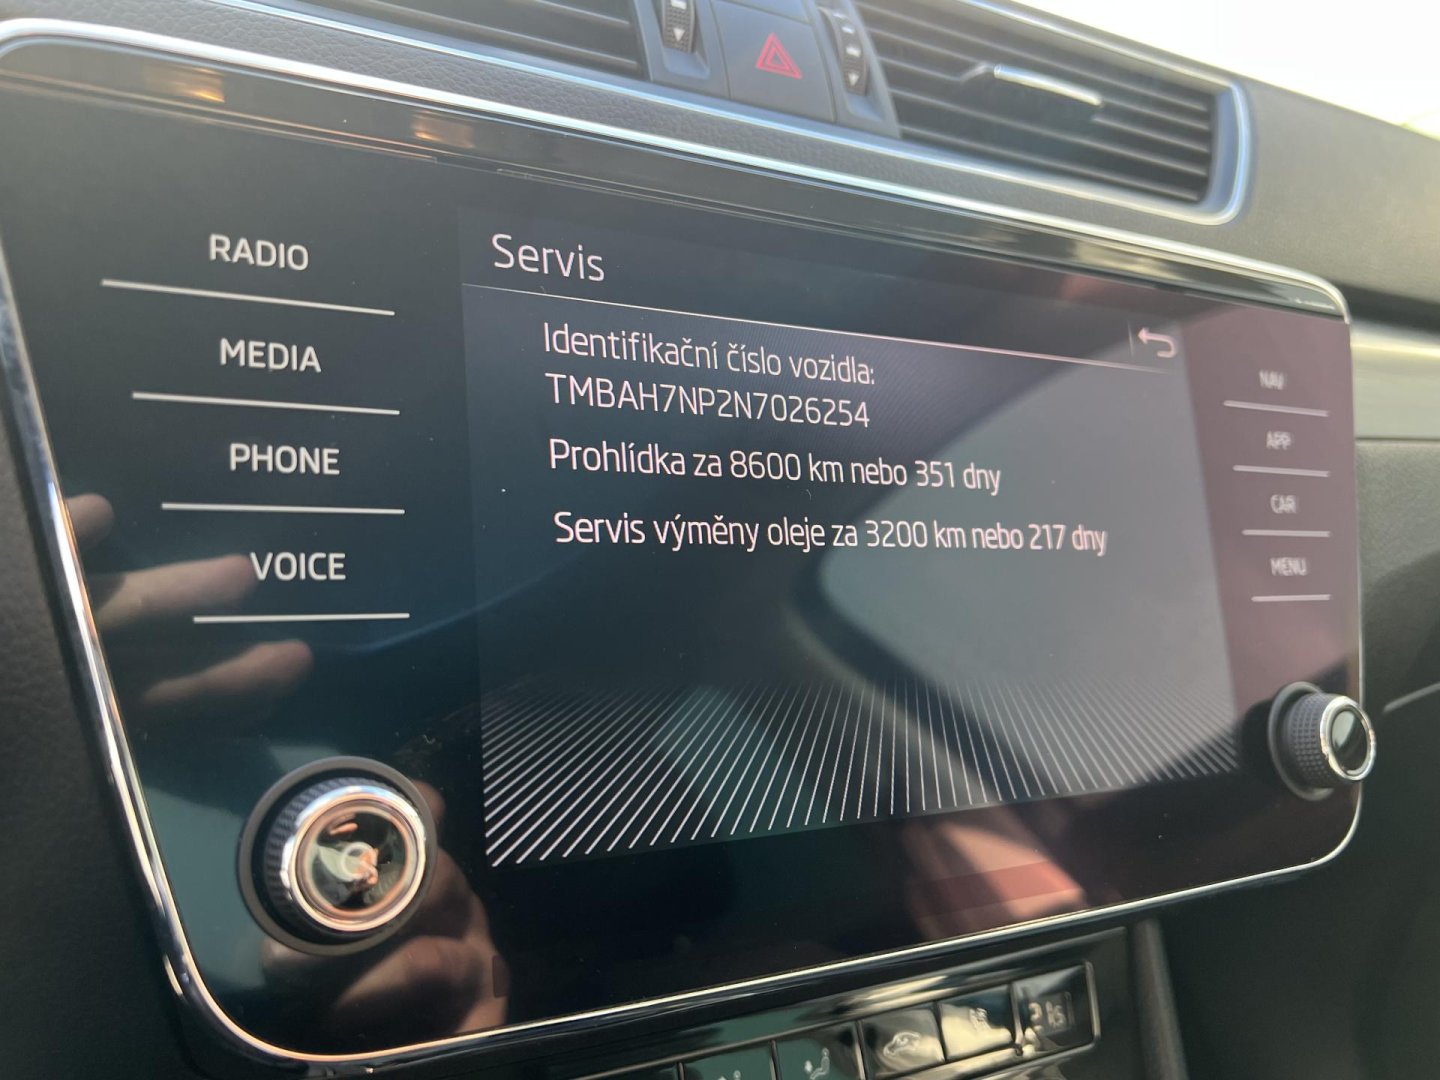 RADIO
MEDIA
PHONE
VOICE
Servis
Identifikační číslo vozidla:
TMBAH7NP2N7026254
Prohlídka za 8600 km nebo 351 dny
Servis výměny oleje za 3200 km nebo 217 dny
NAV
APP
CAR
MENU